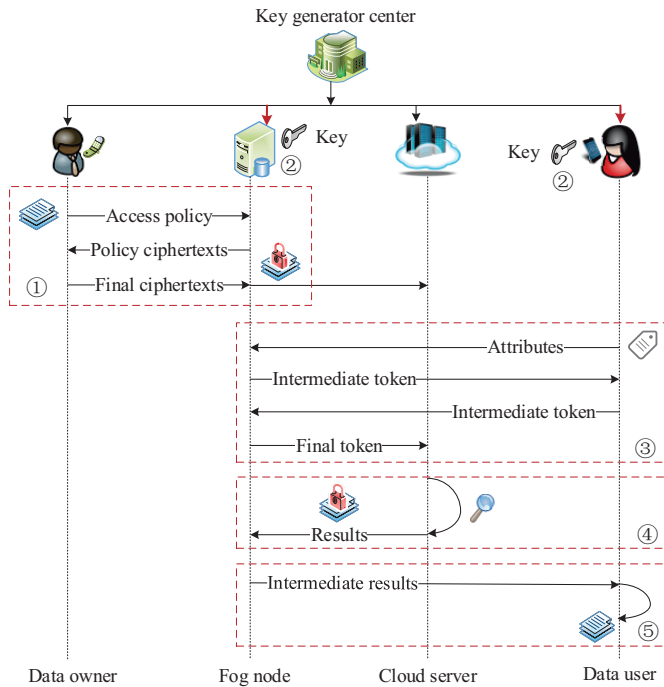 Key generator center
Key
②
Key
②
Access policy
Policy ciphertexts
① Final ciphertexts
Attributes
Intermediate token
Intermediate token
Final token
③
Results
④
Intermediate results
⑤
Data owner
Fog node
Cloud server
Data user